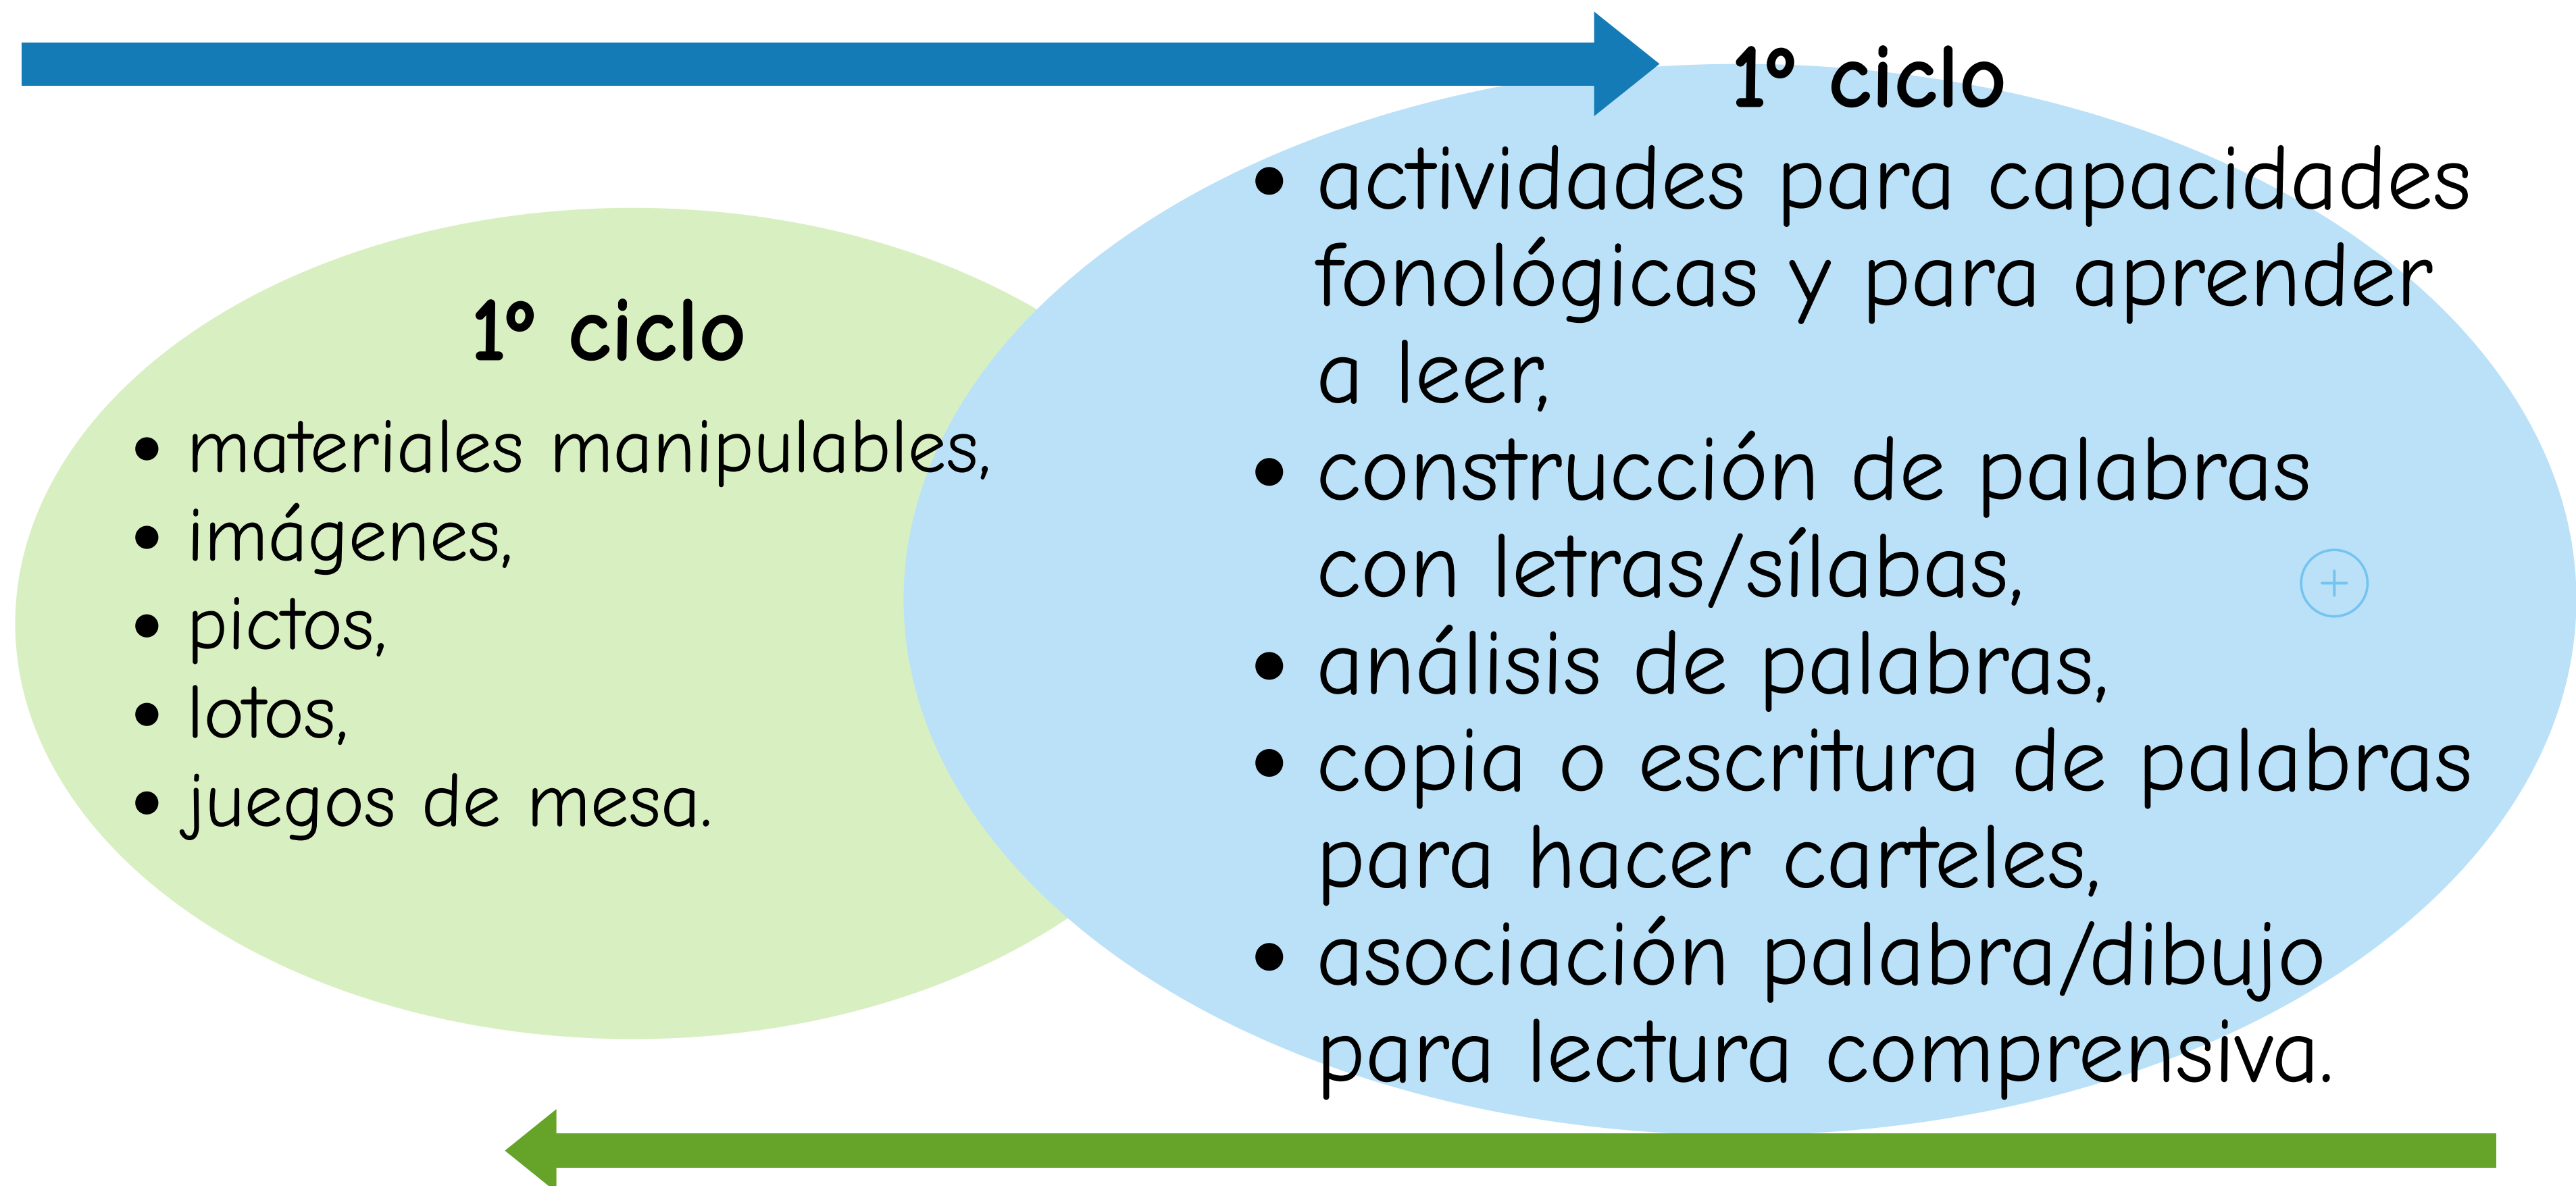 1º ciclo
• materiales manipulables,
• imágenes,
• pictos,
• lotos,
• juegos de mesa.
1º ciclo
• actividades para capacidades
fonológicas y para aprender
a leer,
• construcción de palabras
con letras/sílabas,
• análisis de palabras,
• copia o escritura de palabras
para hacer carteles,
• asociación palabra/dibujo
para lectura comprensiva.